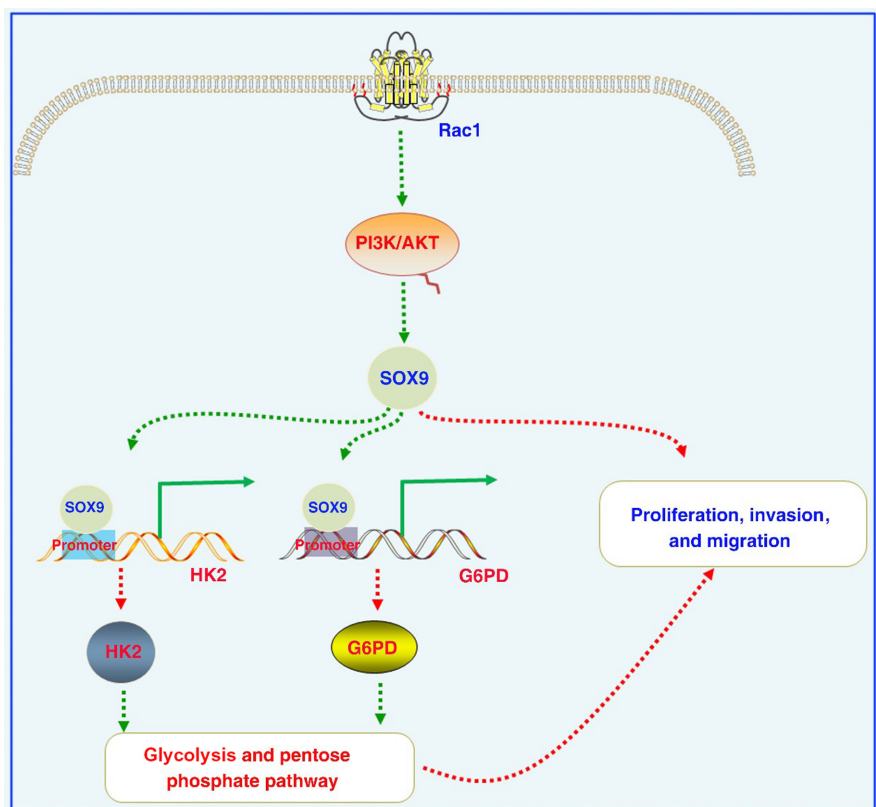 Rac1
PI3K/AKT
SOX9
SOX9
Promoter
HK2
SOX9
Promoter
G6PD
Proliferation, invasion,
and migration
HK2
G6PD
Glycolysis and pentose
phosphate pathway